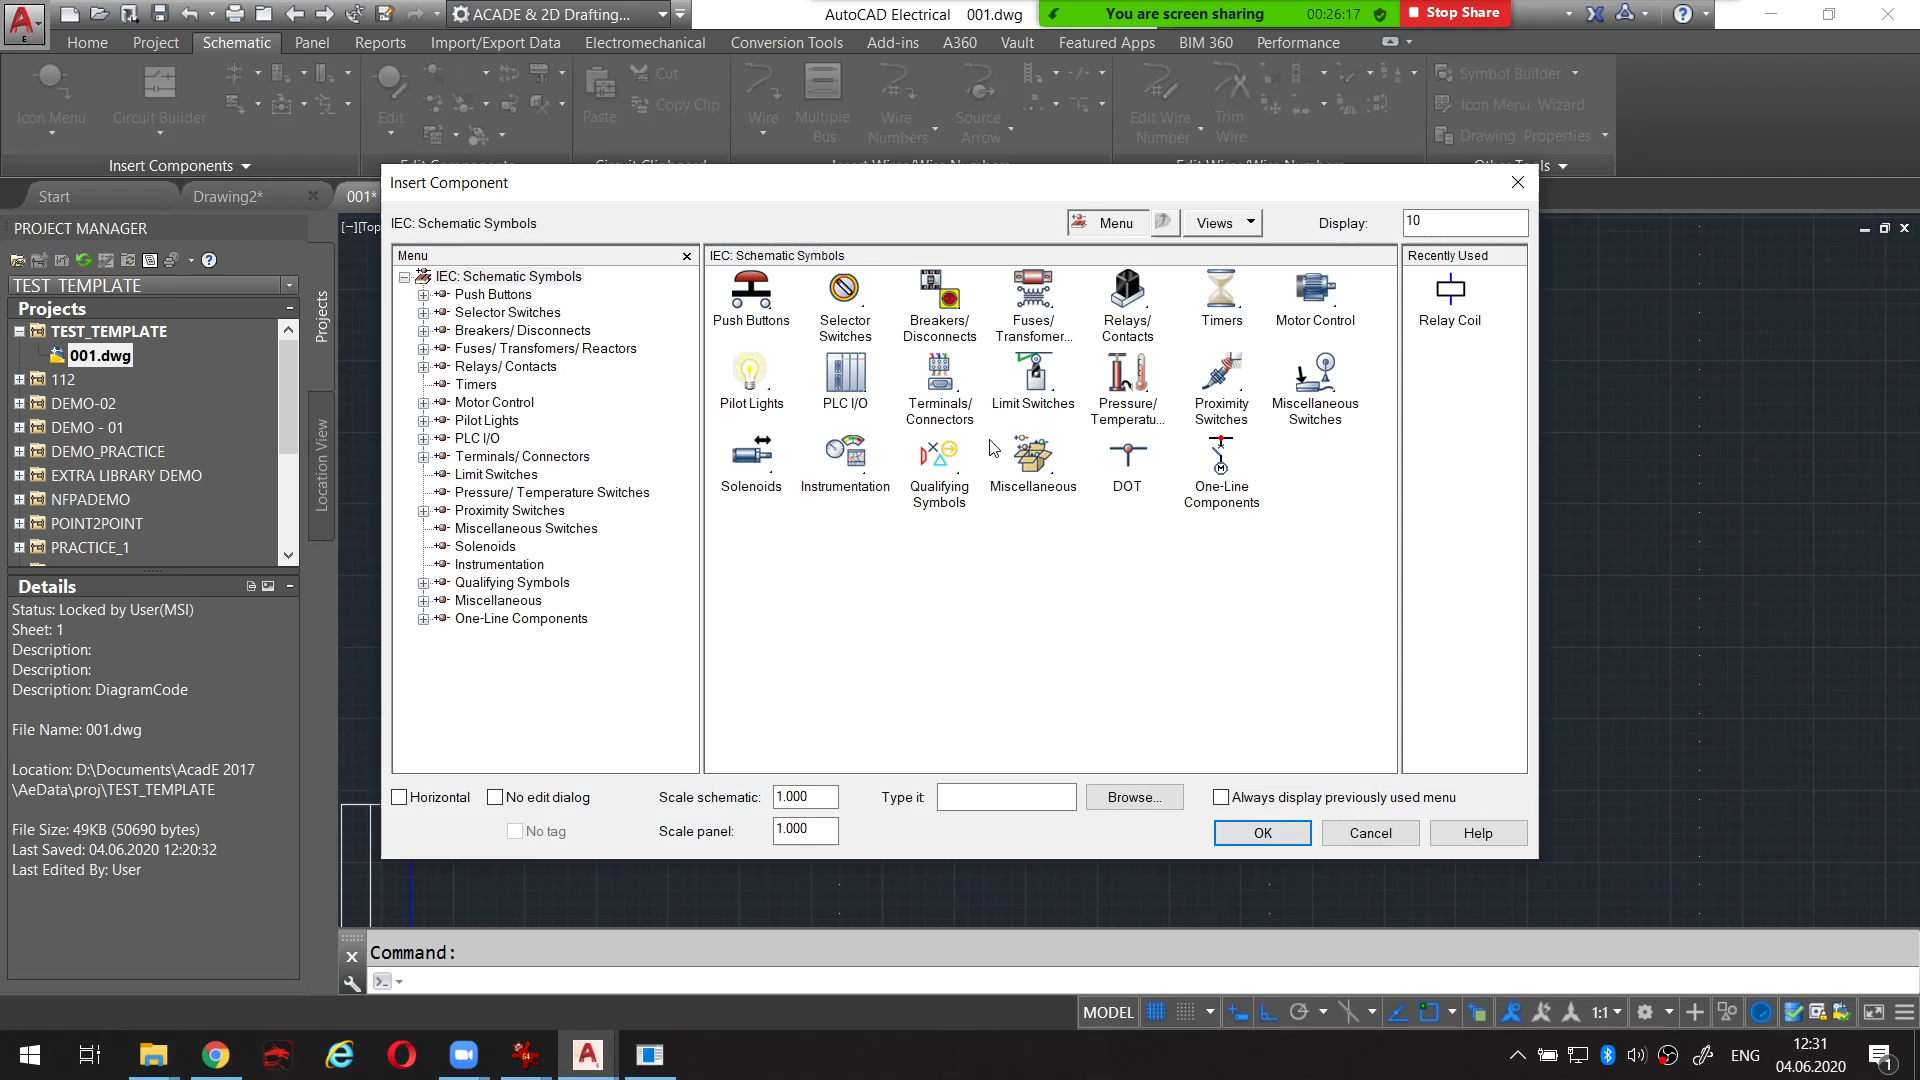 ACADE & 2D Drafting...
AutoCAD Electrical 001.dwg
You are screen sharing 00:26:17
Stop Share
Home Project Schematic Panel Reports Import/Export Data Electromechanical Conversion Tools Add-ins A360 Vault Featured Apps BIM 360 Performance
Icon Menu
Circuit Builder
Insert Components
Edit
Paste
Cut
Copy Clip
Wire
Multiple Bus
Wire Numbers
Source Arrow
Edit Wire Number
Trim Wire
Symbol Builder
Icon Menu Wizard
Drawing Properties
Start
Drawing2*
001*
[−][Top
PROJECT MANAGER
TEST_TEMPLATE
Projects
TEST_TEMPLATE
001.dwg
112
DEMO-02
DEMO - 01
DEMO_PRACTICE
EXTRA LIBRARY DEMO
NFPADEMO
POINT2POINT
PRACTICE_1
Projects
Location View
Details
Status: Locked by User(MSI)
Sheet: 1
Description:
Description:
Description: DiagramCode
File Name: 001.dwg
Location: D:\Documents\AcadE 2017
\AeData\proj\TEST_TEMPLATE
File Size: 49KB (50690 bytes)
Last Saved: 04.06.2020 12:20:32
Last Edited By: User
Insert Component
IEC: Schematic Symbols
Menu
Views
Display:
10
Menu
IEC: Schematic Symbols
Push Buttons
Selector Switches
Breakers/ Disconnects
Fuses/ Transfomers/ Reactors
Relays/ Contacts
Timers
Motor Control
Pilot Lights
PLC I/O
Terminals/ Connectors
Limit Switches
Pressure/ Temperature Switches
Proximity Switches
Miscellaneous Switches
Solenoids
Instrumentation
Qualifying Symbols
Miscellaneous
One-Line Components
IEC: Schematic Symbols
Push Buttons
Selector Switches
Breakers/ Disconnects
Fuses/ Transfomer...
Relays/ Contacts
Timers
Motor Control
Pilot Lights
PLC I/O
Terminals/ Connectors
Limit Switches
Pressure/ Temperatu...
Proximity Switches
Miscellaneous Switches
Solenoids
Instrumentation
Qualifying Symbols
Miscellaneous
DOT
One-Line Components
Recently Used
Relay Coil
Horizontal
No edit dialog
No tag
Scale schematic: 1.000
Scale panel: 1.000
Type it:
Browse...
Always display previously used menu
OK
Cancel
Help
Command:
MODEL
1:1
ENG
12:31
04.06.2020
1